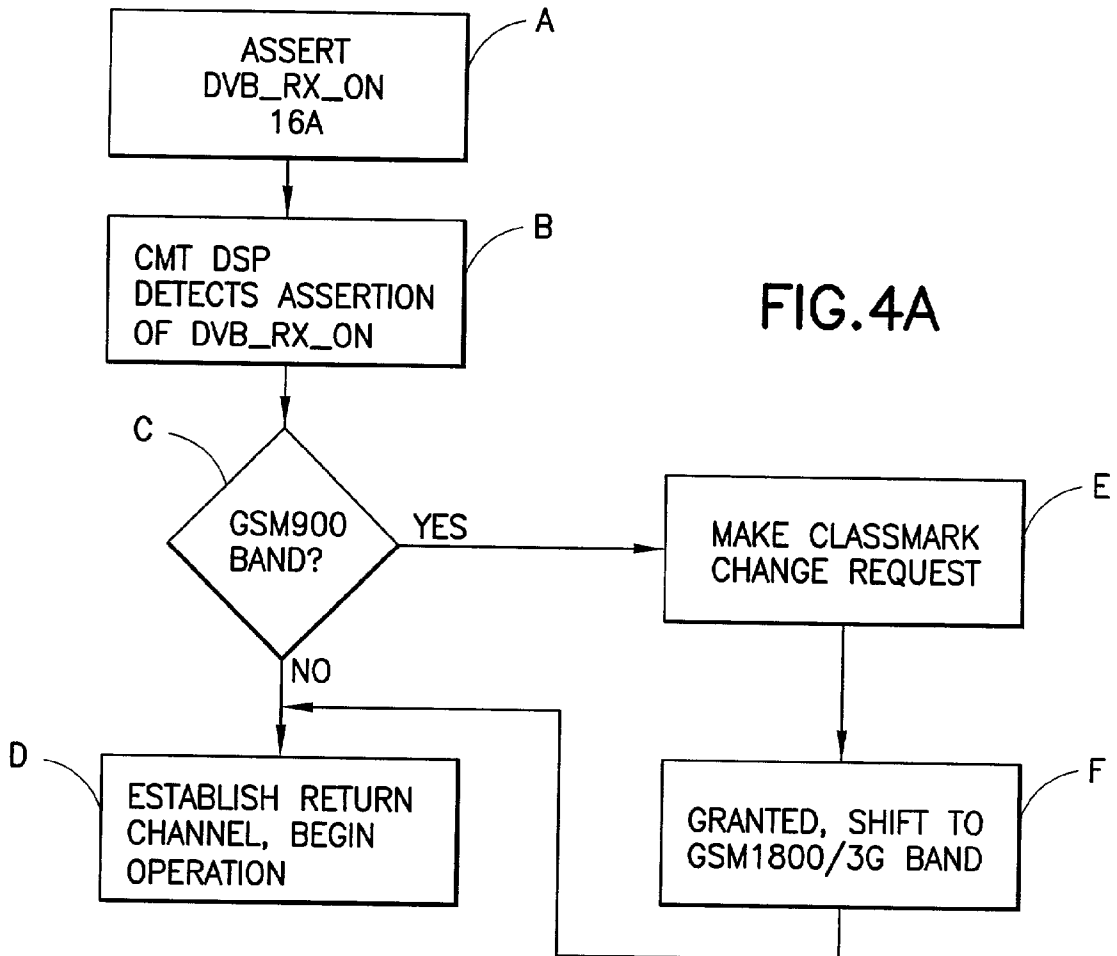 A
ASSERT
DVB_RX_ON
16A
B
CMT DSP
DETECTS ASSERTION
OF DVB_RX_ON
FIG.4A
C
GSM900
BAND?
YES
NO
E
MAKE CLASSMARK
CHANGE REQUEST
D
ESTABLISH RETURN
CHANNEL, BEGIN
OPERATION
F
GRANTED, SHIFT TO
GSM1800/3G BAND